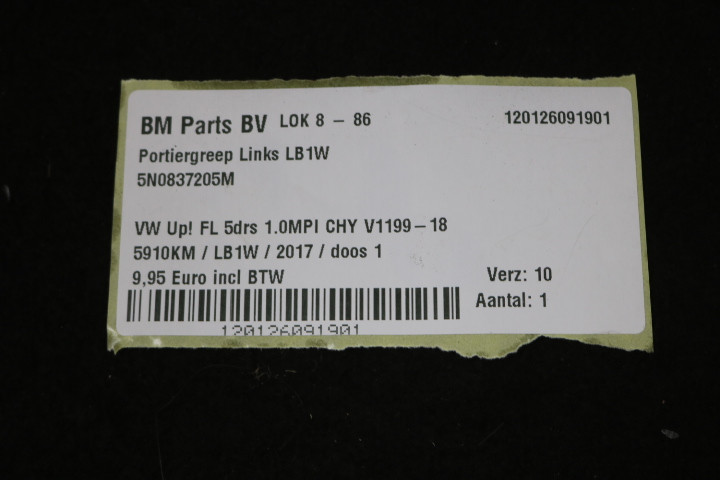 BM Parts BV LOK 8 - 86 120126091901
Portiergreep Links LB1W
5N0837205M
VW Up! FL 5drs 1.0MPI CHY V1199-18
5910KM / LB1W / 2017 / doos 1
9,95 Euro incl BTW Verz: 10
Aantal: 1
120126091901